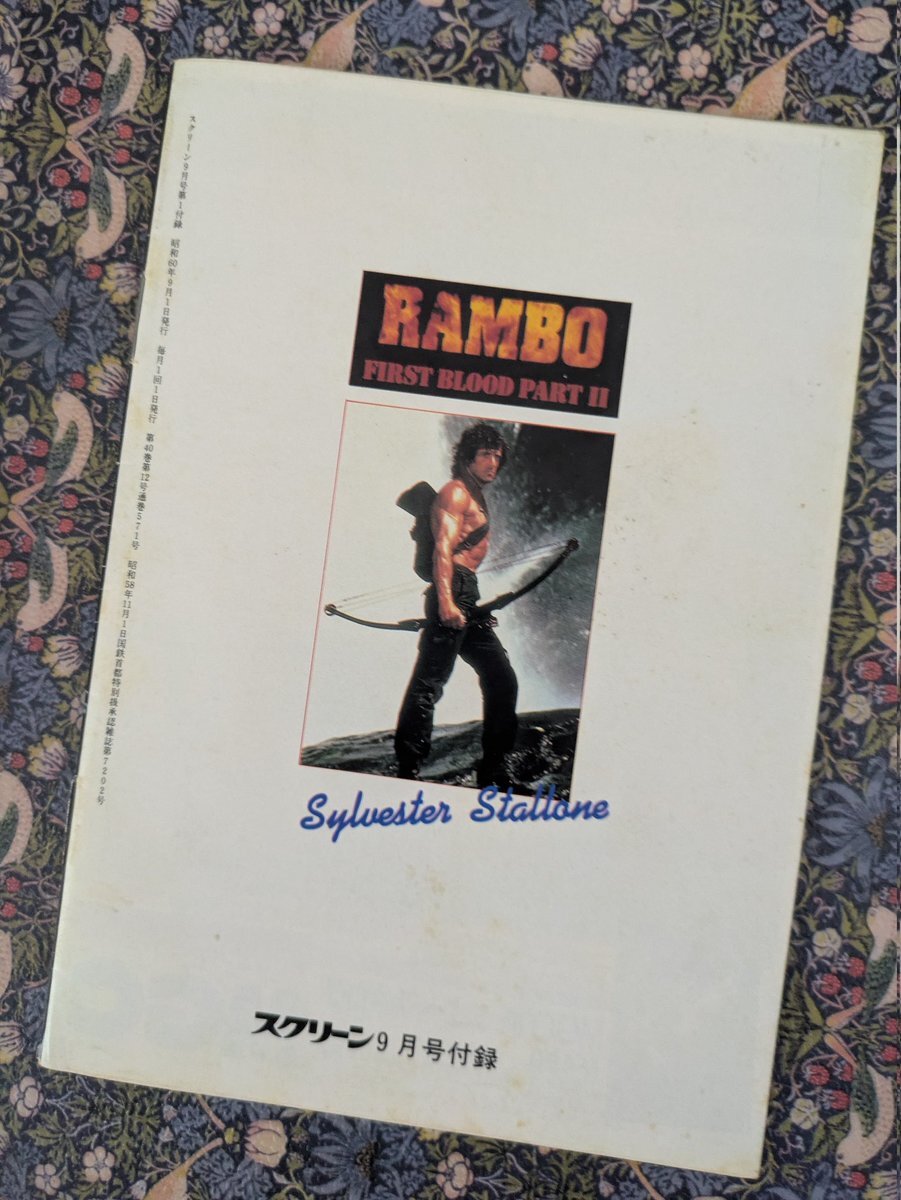 スクリーン9月号第1付録 昭和60年9月1日発行 毎月1回1日発行 第40巻第12号通巻571号 昭和58年11月1日国鉄首都特別扱承認雑誌第7202号
RAMBO
FIRST BLOOD PART II
Sylvester Stallone
スクリーン9月号付録